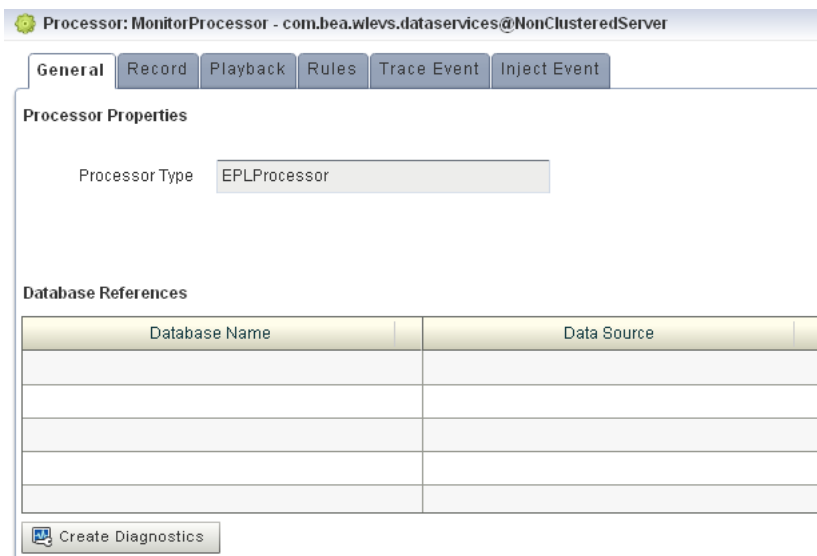 Processor: MonitorProcessor - com.bea.wlevs.dataservices@NonClusteredServer
General Record Playback Rules Trace Event Inject Event
Processor Properties
Processor Type EPLProcessor
Database References
Database Name Data Source
Create Diagnostics